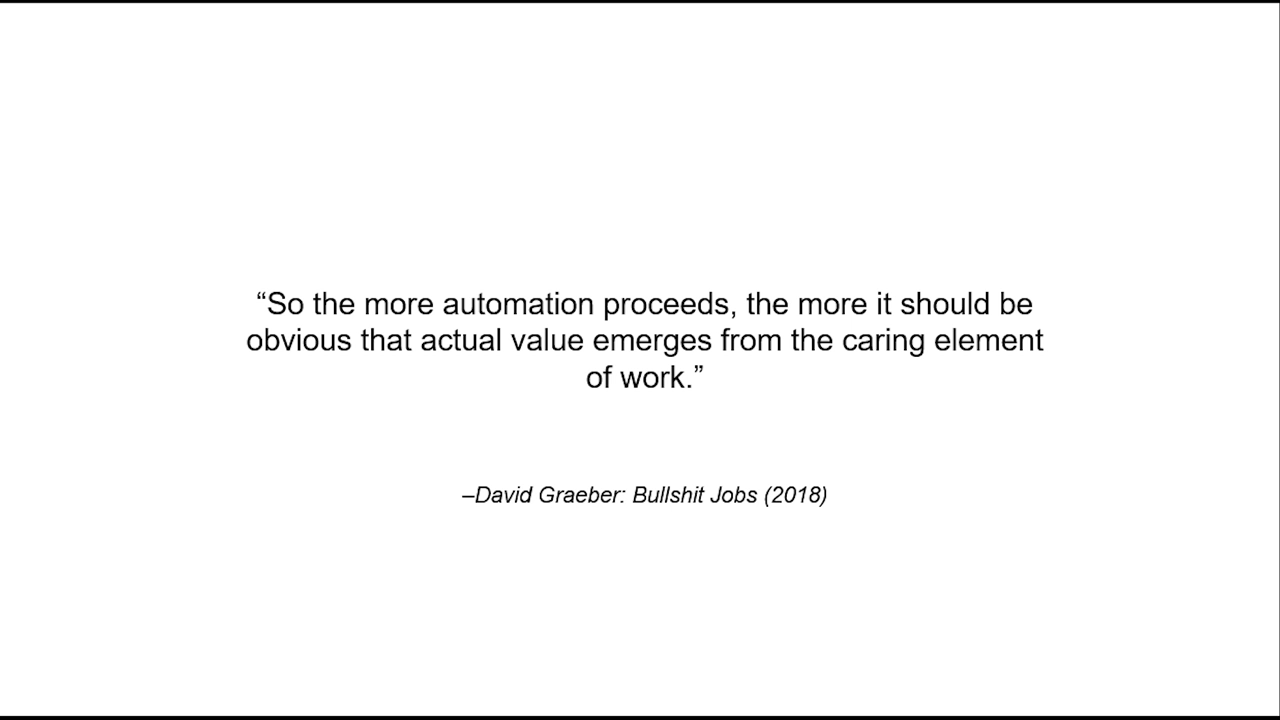 “So the more automation proceeds, the more it should be
obvious that actual value emerges from the caring element
of work.”
–David Graeber: Bullshit Jobs (2018)